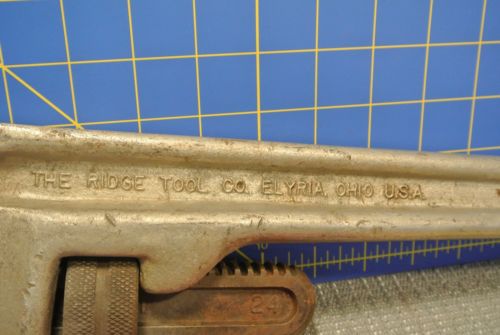 THE RIDGE TOOL CO. ELYRIA, OHIO U.S.A.
24